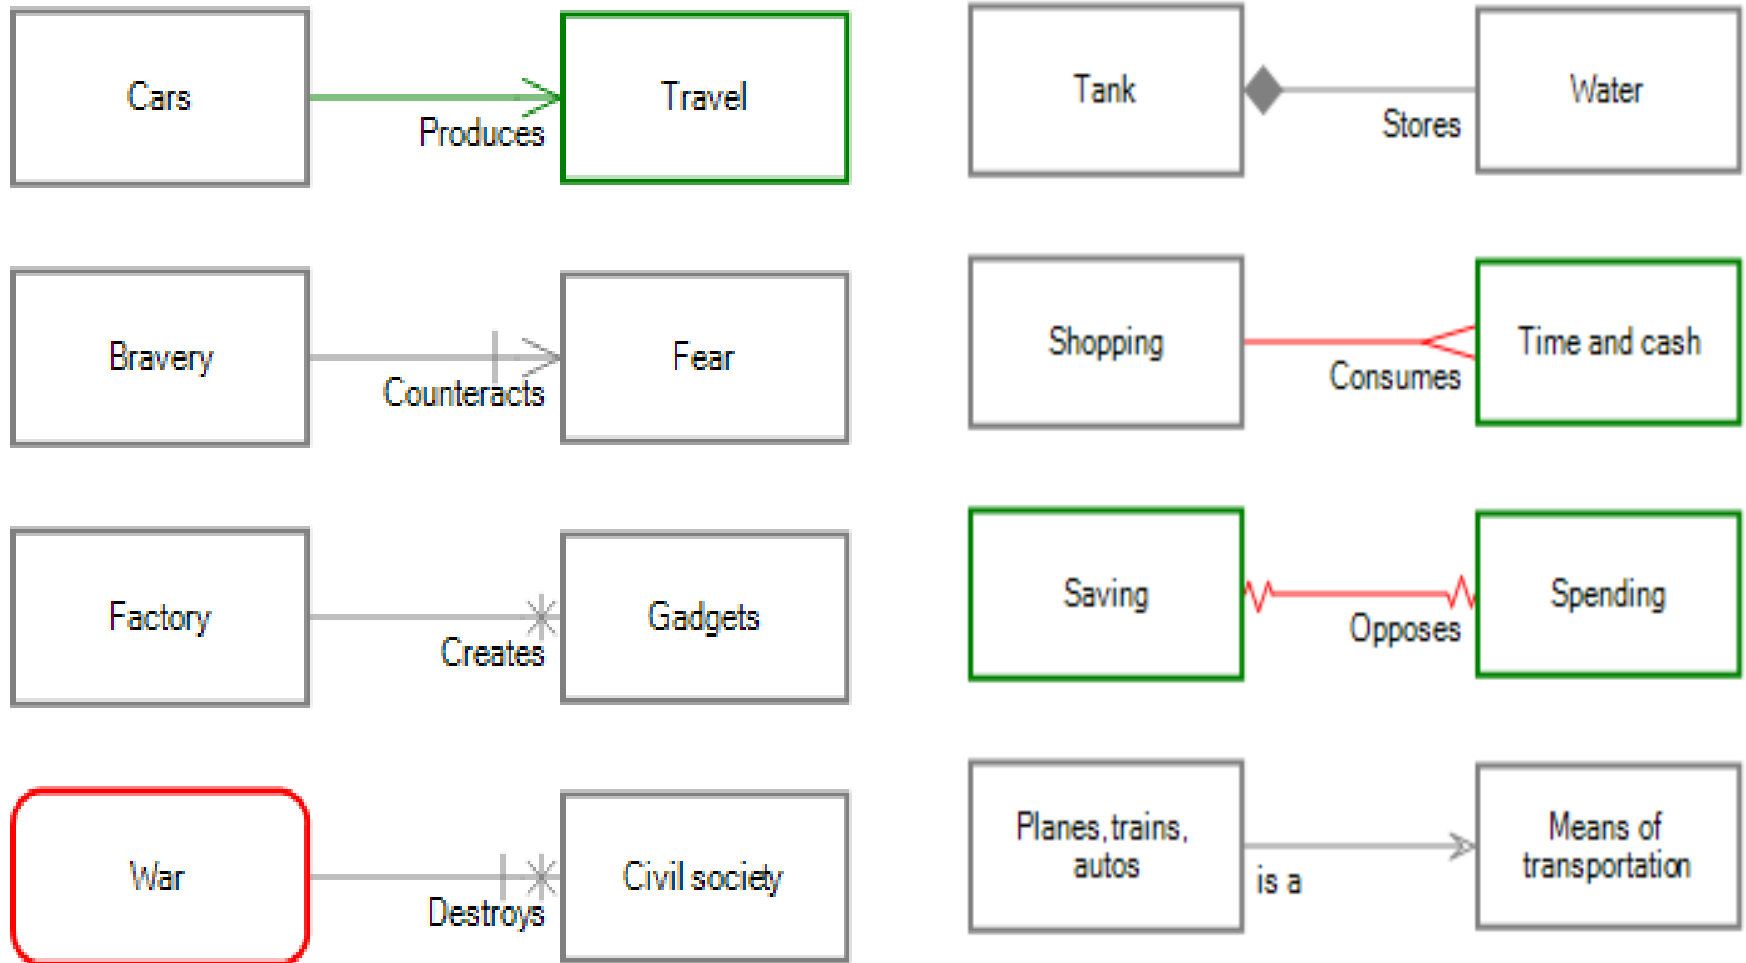 Cars
Produces
Travel
Bravery
Counteracts
Fear
Factory
Creates
Gadgets
War
Destroys
Civil society
Tank
Stores
Water
Shopping
Consumes
Time and cash
Saving
Opposes
Spending
Planes, trains,
autos
is a
Means of
transportation